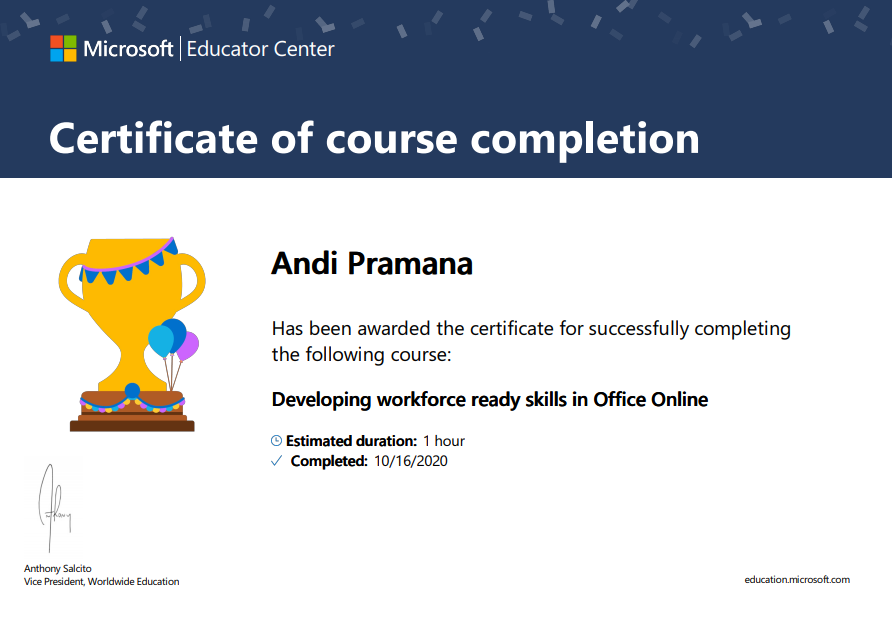 Microsoft | Educator Center
Certificate of course completion
Andi Pramana
Has been awarded the certificate for successfully completing
the following course:
Developing workforce ready skills in Office Online
Estimated duration: 1 hour
Completed: 10/16/2020
Anthony Salcito
Vice President, Worldwide Education
education.microsoft.com